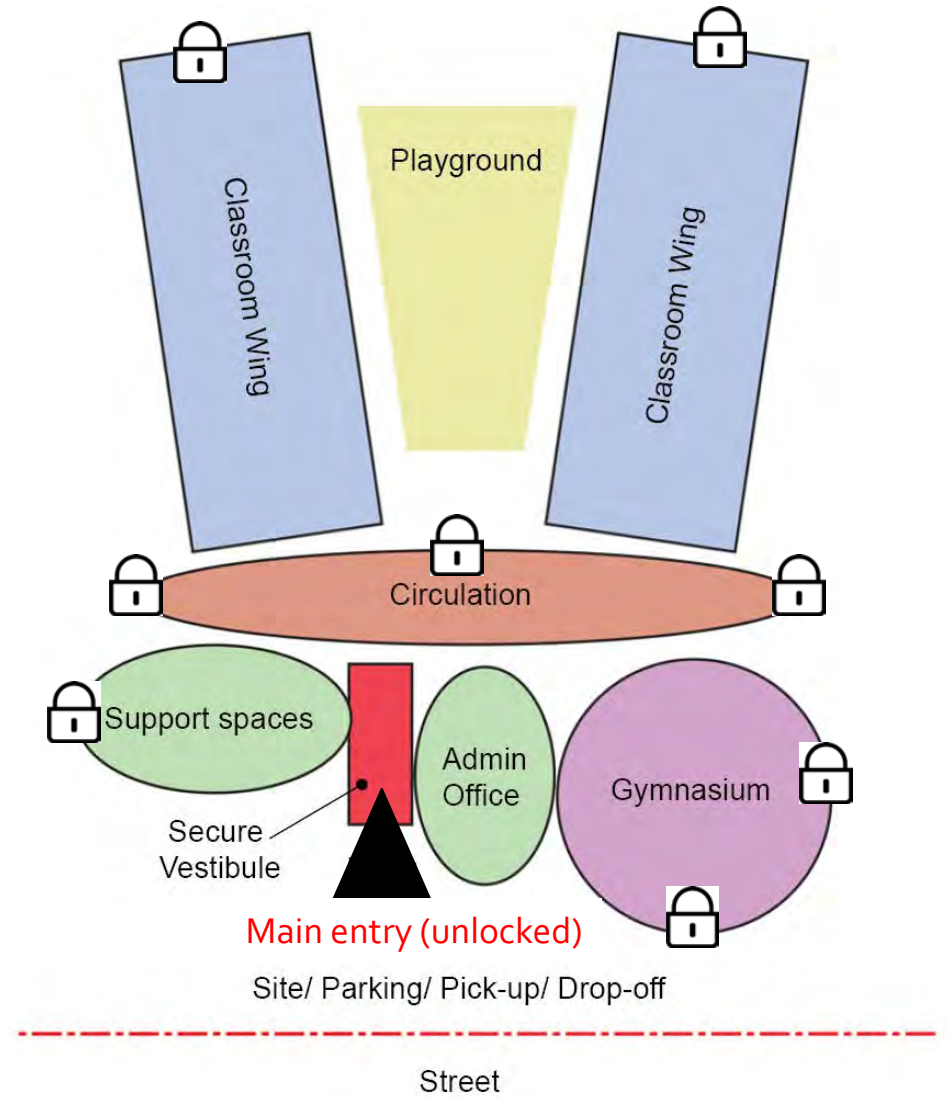 Playground
Classroom Wing
Classroom Wing
Circulation
Support spaces
Admin
Office
Gymnasium
Secure
Vestibule
Main entry (unlocked)
Site/ Parking/ Pick-up/ Drop-off
Street